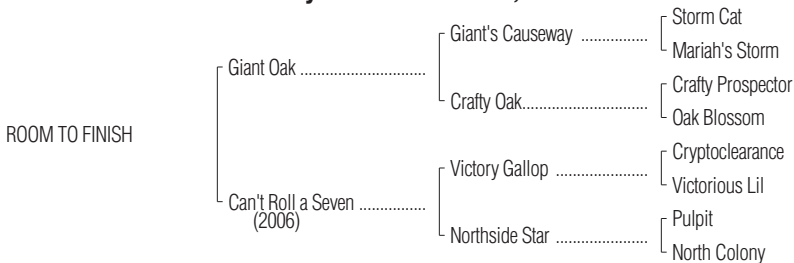 Storm Cat
Giant's Causeway ................
Mariah's Storm
Giant Oak ..............................
Crafty Prospector
Crafty Oak..............................
Oak Blossom
ROOM TO FINISH
Cryptoclearance
Victory Gallop ......................
Victorious Lil
Can't Roll a Seven ................
(2006)
Pulpit
Northside Star ......................
North Colony